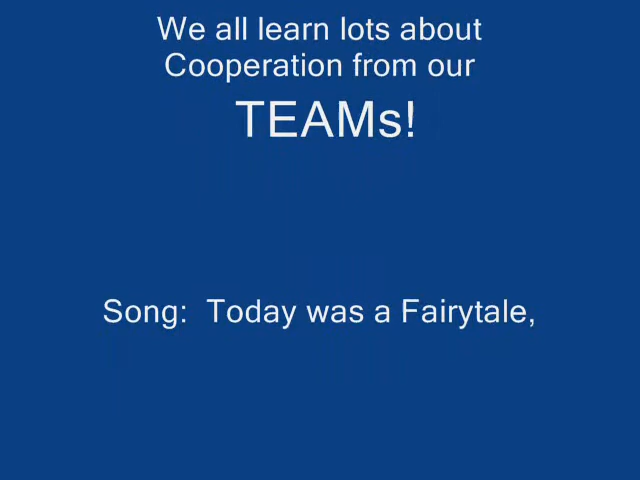 We all learn lots about
Cooperation from our
TEAMs!
Song: Today was a Fairytale,